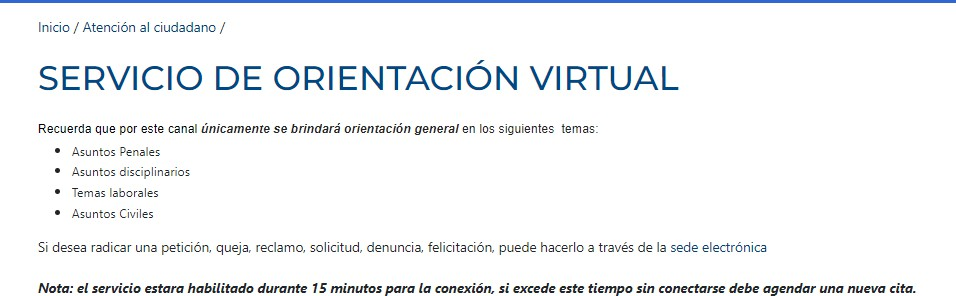 Inicio / Atención al ciudadano /
SERVICIO DE ORIENTACIÓN VIRTUAL
Recuerda que por este canal únicamente se brindará orientación general en los siguientes temas:
• Asuntos Penales
• Asuntos disciplinarios
• Temas laborales
• Asuntos Civiles
Si desea radicar una petición, queja, reclamo, solicitud, denuncia, felicitación, puede hacerlo a través de la sede electrónica
Nota: el servicio estara habilitado durante 15 minutos para la conexión, si excede este tiempo sin conectarse debe agendar una nueva cita.